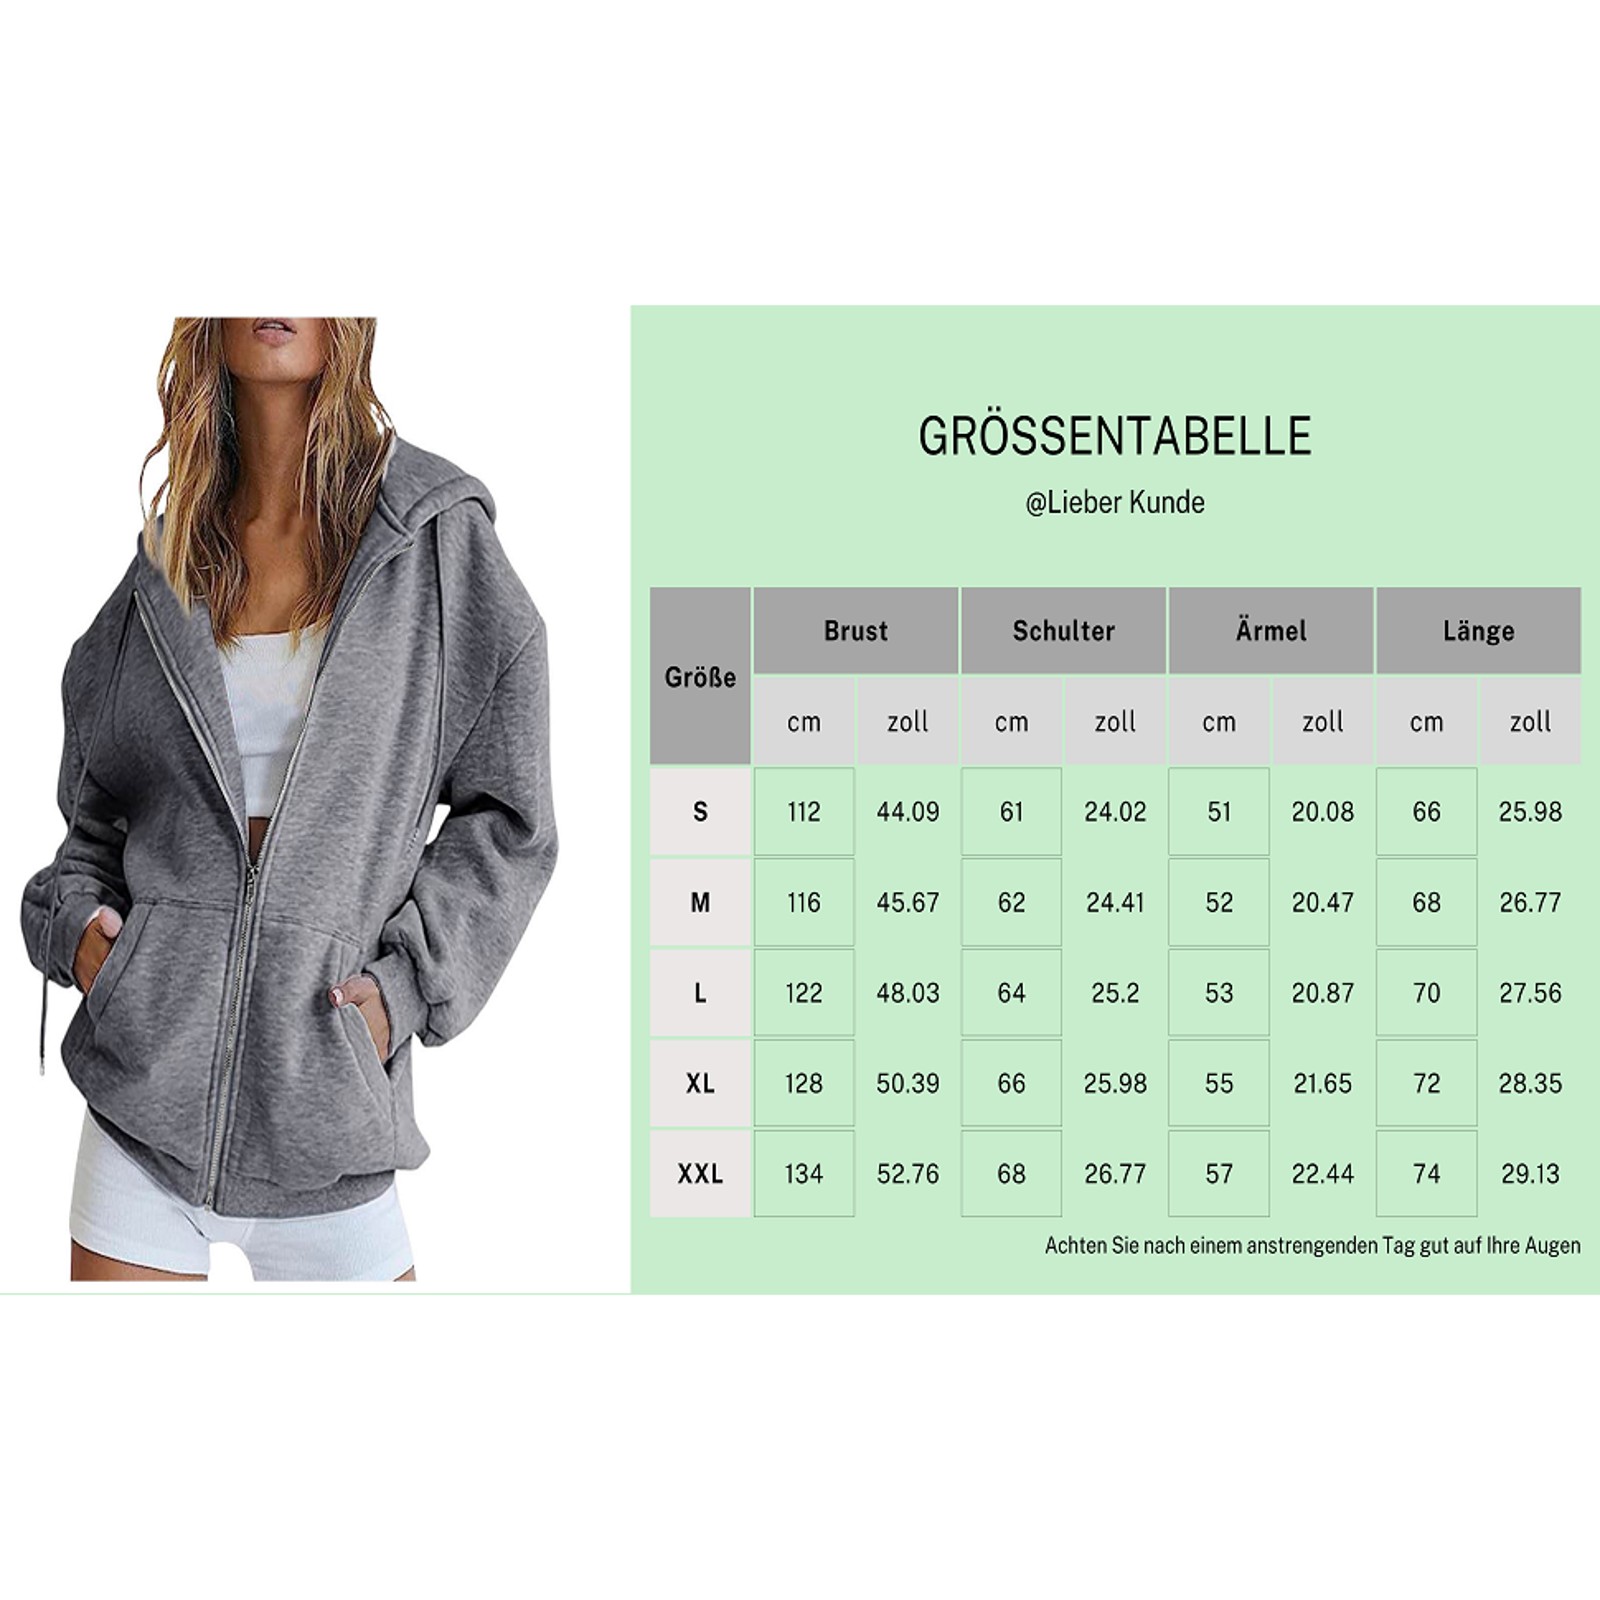 GRÖSSENTABELLE
@Lieber Kunde
Größe Brust Schulter Ärmel Länge
cm zoll cm zoll cm zoll cm zoll
S 112 44.09 61 24.02 51 20.08 66 25.98
M 116 45.67 62 24.41 52 20.47 68 26.77
L 122 48.03 64 25.2 53 20.87 70 27.56
XL 128 50.39 66 25.98 55 21.65 72 28.35
XXL 134 52.76 68 26.77 57 22.44 74 29.13
Achten Sie nach einem anstrengenden Tag gut auf Ihre Augen